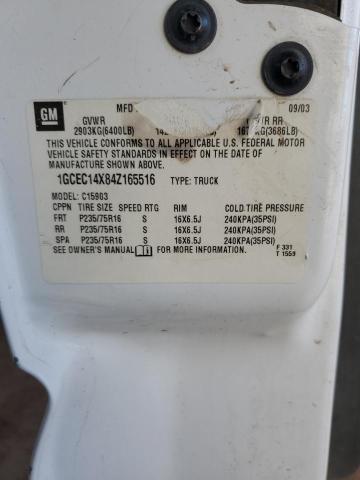 GM MFD 09/03
GVWR RR
2903KG(6400LB) KG(3686LB)
THIS VEHICLE CONFORMS TO ALL APPLICABLE U.S. FEDERAL MOTOR
VEHICLE SAFETY STANDARDS IN EFFECT ON THE DATE OF
MANUFACTURE SHOWN ABOVE.
1GCEC14X84Z165516 TYPE: TRUCK
MODEL: C15903
CPPN TIRE SIZE SPEED RTG RIM COLD TIRE PRESSURE
FRT P235/75R16 S 16X6.5J 240KPA(35PSI)
RR P235/75R16 S 16X6.5J 240KPA(35PSI)
SPA P235/75R16 S 16X6.5J 240KPA(35PSI)
SEE OWNER'S MANUAL FOR MORE INFORMATION.
F 331
T 1559